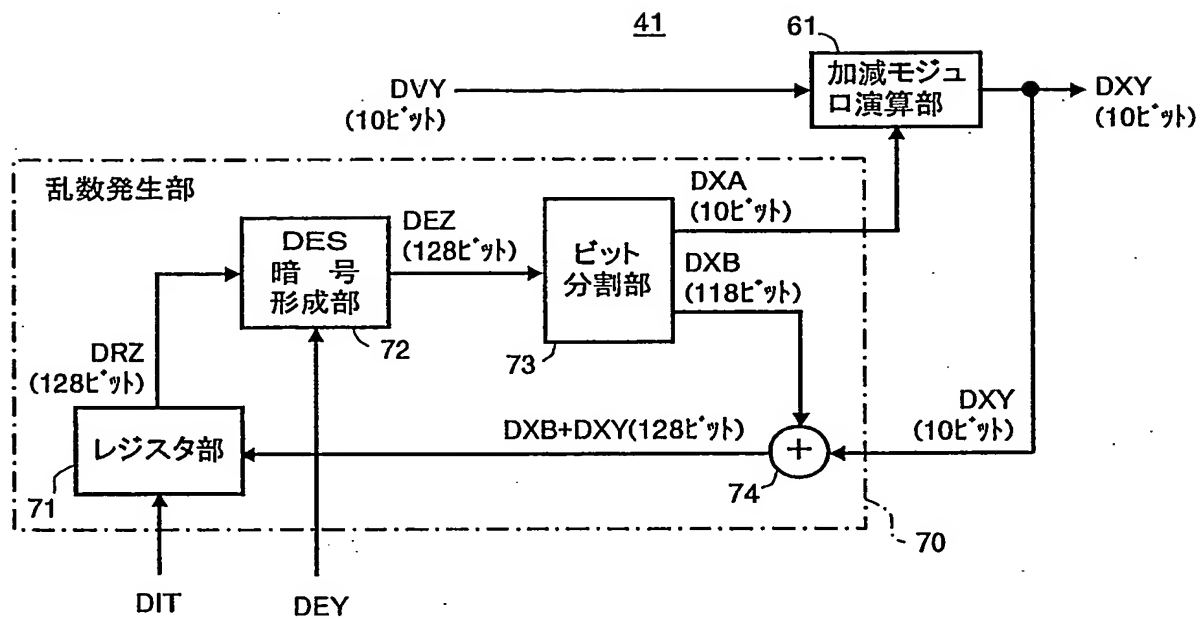 41
61
加減モジュ
ロ演算部
DVY
(10ビット)
DXY
(10ビット)
乱数発生部
DES
暗 号
形成部
72
DEZ
(128ビット)
ビット
分割部
73
DXA
(10ビット)
DXB
(118ビット)
DRZ
(128ビット)
レジスタ部
71
DXB+DXY(128ビット)
+
74
DXY
(10ビット)
70
DIT
DEY